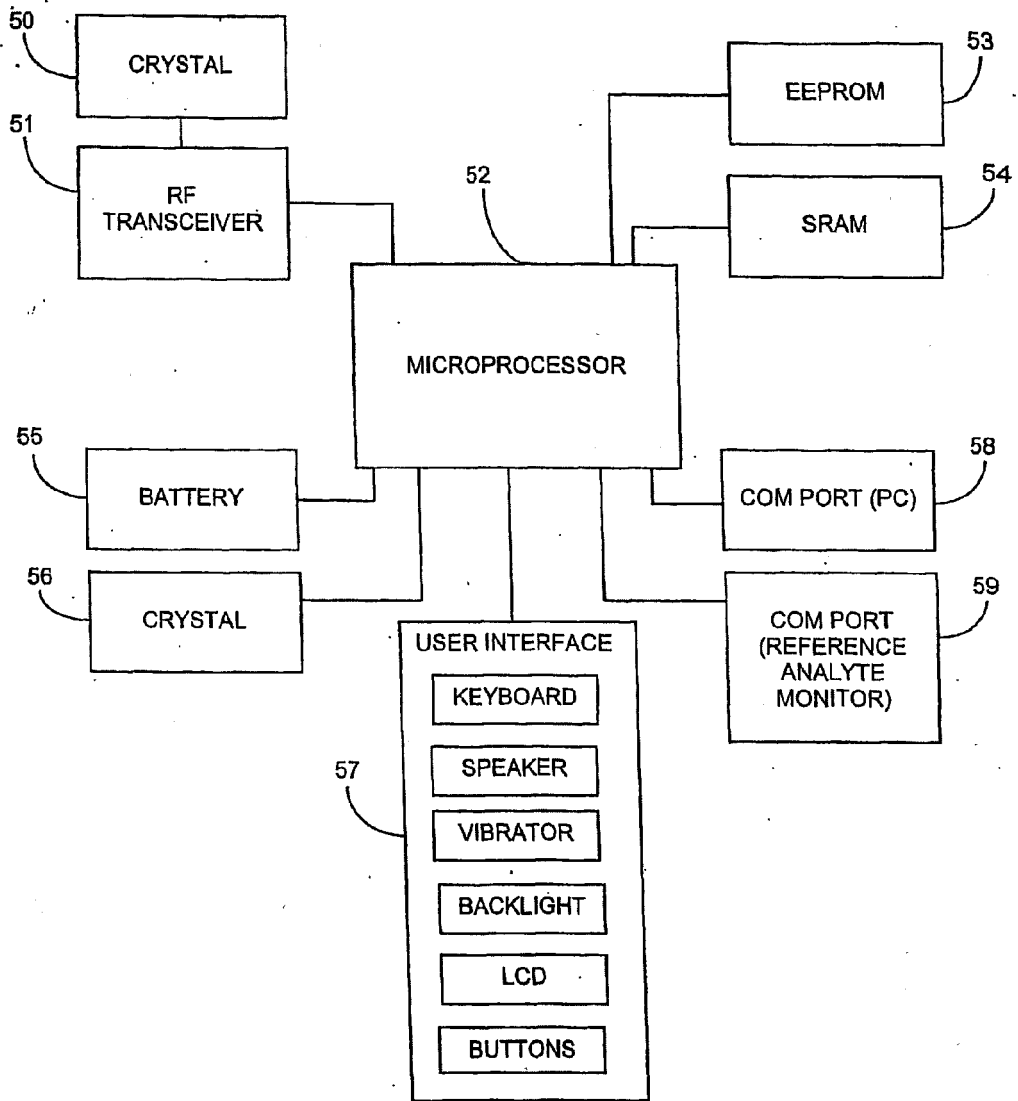 50
CRYSTAL
51
RF
TRANSCEIVER
52
EEPROM
53
SRAM
54
MICROPROCESSOR
55
BATTERY
56
CRYSTAL
COM PORT (PC)
58
COM PORT
(REFERENCE
ANALYTE
MONITOR)
59
USER INTERFACE
KEYBOARD
SPEAKER
57
VIBRATOR
BACKLIGHT
LCD
BUTTONS